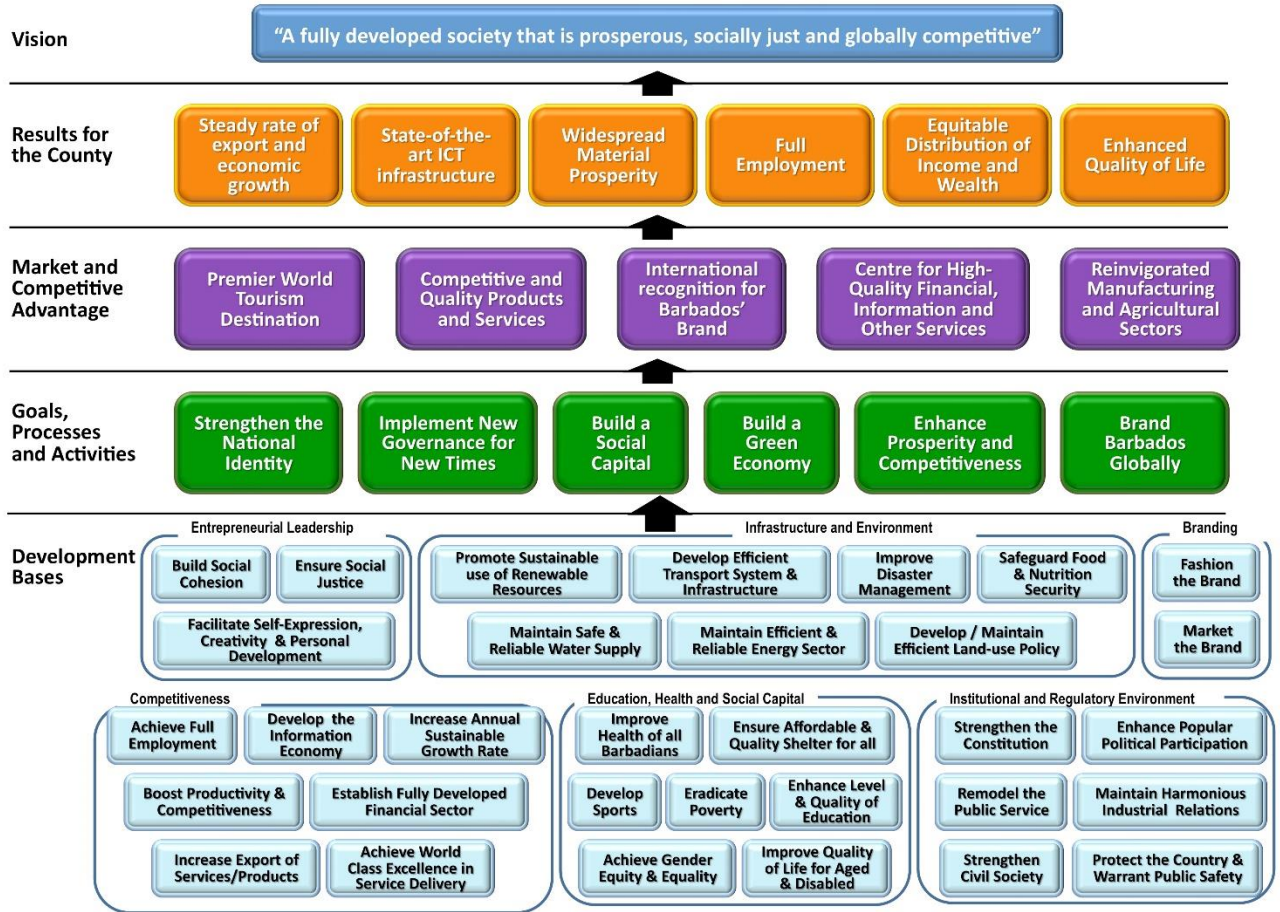 Vision
“A fully developed society that is prosperous, socially just and globally competitive”
Results for
the County
Steady rate of
export and
economic
growth
State-of-the-
art ICT
infrastructure
Widespread
Material
Prosperity
Full
Employment
Equitable
Distribution of
Income and
Wealth
Enhanced
Quality of Life
Market and
Competitive
Advantage
Premier World
Tourism
Destination
Competitive and
Quality Products
and Services
International
recognition for
Barbados’
Brand
Centre for High-
Quality Financial,
Information and
Other Services
Reinvigorated
Manufacturing
and Agricultural
Sectors
Goals,
Processes
and Activities
Strengthen the
National
Identity
Implement New
Governance for
New Times
Build a
Social
Capital
Build a
Green
Economy
Enhance
Prosperity and
Competitiveness
Brand
Barbados
Globally
Development
Bases
Entrepreneurial Leadership
Build Social
Cohesion
Ensure Social
Justice
Facilitate Self-Expression,
Creativity & Personal
Development
Infrastructure and Environment
Promote Sustainable
use of Renewable
Resources
Develop Efficient
Transport System &
Infrastructure
Improve
Disaster
Management
Safeguard Food
& Nutrition
Security
Maintain Safe &
Reliable Water Supply
Maintain Efficient &
Reliable Energy Sector
Develop / Maintain
Efficient Land-use Policy
Branding
Fashion
the Brand
Market
the Brand
Competitiveness
Achieve Full
Employment
Develop the
Information
Economy
Increase Annual
Sustainable
Growth Rate
Boost Productivity &
Competitiveness
Establish Fully Developed
Financial Sector
Increase Export of
Services/Products
Achieve World
Class Excellence in
Service Delivery
Education, Health and Social Capital
Improve
Health of all
Barbadians
Ensure Affordable &
Quality Shelter for all
Develop
Sports
Eradicate
Poverty
Enhance Level
& Quality of
Education
Achieve Gender
Equity & Equality
Improve Quality
of Life for Aged
& Disabled
Institutional and Regulatory Environment
Strengthen the
Constitution
Enhance Popular
Political Participation
Remodel the
Public Service
Maintain Harmonious
Industrial Relations
Strengthen
Civil Society
Protect the Country &
Warrant Public Safety